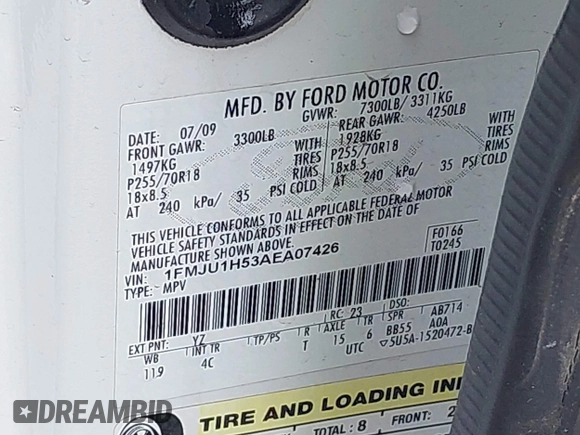 MFD. BY FORD MOTOR CO.
DATE: 07/09 GVWR: 7300LB/ 3311KG
FRONT GAWR: 3300LB REAR GAWR: 4250LB
1497KG WITH 1928KG WITH
P255/70R18 TIRES P255/70R18 TIRES
18x8.5 RIMS 18x8.5 RIMS
AT 240 kPa/ 35 PSI COLD AT 240 kPa/ 35 PSI COLD
THIS VEHICLE CONFORMS TO ALL APPLICABLE FEDERAL MOTOR
VEHICLE SAFETY STANDARDS IN EFFECT ON THE DATE OF
MANUFACTURE SHOWN ABOVE. F0166
VIN: 1FMJU1H53AEA07426 T0245
TYPE: MPV
EXT PNT: YZ RC: 23 DSO:
WB INT TR TP/PS R AXLE TR SPR AB714
119 4C T 15 6 BB55 A0A
UTC 5U5A-1520472-B
TIRE AND LOADING
TOTAL: 8 FRONT: 2
DREAMBID
dreambid.com